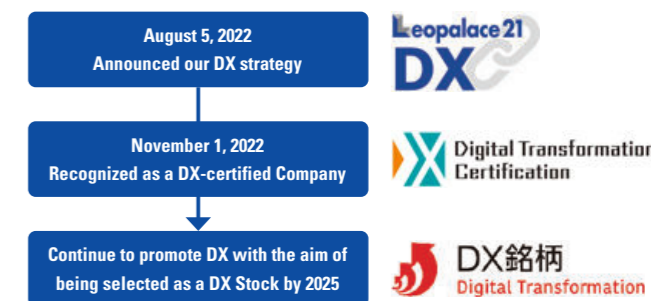 August 5, 2022
Announced our DX strategy
Leopalace 21
DX
November 1, 2022
Recognized as a DX-certified Company
Digital Transformation
Certification
Continue to promote DX with the aim of
being selected as a DX Stock by 2025
DX銘柄
Digital Transformation